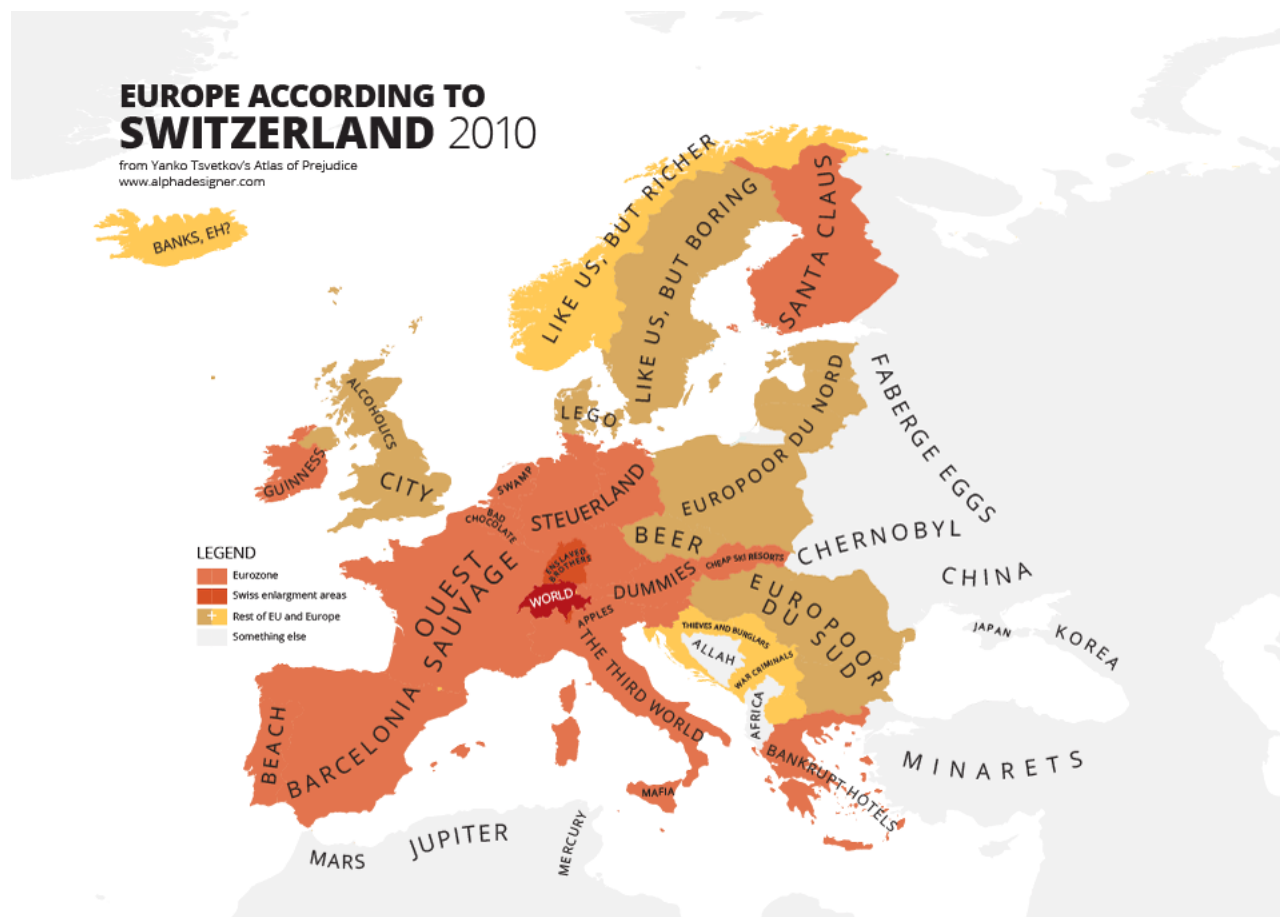 EUROPE ACCORDING TO
SWITZERLAND 2010
from Yanko Tsvetkov's Atlas of Prejudice
www.alphadesigner.com
BANKS, EH?
LIKE US, BUT RICHER
LIKE US, BUT BORING
SANTA CLAUS
ALCOHOLICS
LEGO
GUINNESS
CITY
SWAMP
BAD
CHOCOLATE
STEUERLAND
EUROPOOR DU NORD
FABERGE EGGS
BEER
CHERNOBYL
CHEAP SKI RESORTS
ENSLAVED
BROTHERS
OUEST
SAUVAGE
WORLD
DUMMIES
APPLES
EUROPOOR
DU SUD
CHINA
JAPAN
KOREA
THIEVES AND BURGLARS
ALLAH
WAR CRIMINALS
AFRICA
THE THIRD WORLD
BEACH
BARCELONIA
MAFIA
BANKRUPT HOTELS
MINARETS
MARS
JUPITER
MERCURY
LEGEND
Eurozone
Swiss enlargment areas
+
Rest of EU and Europe
Something else